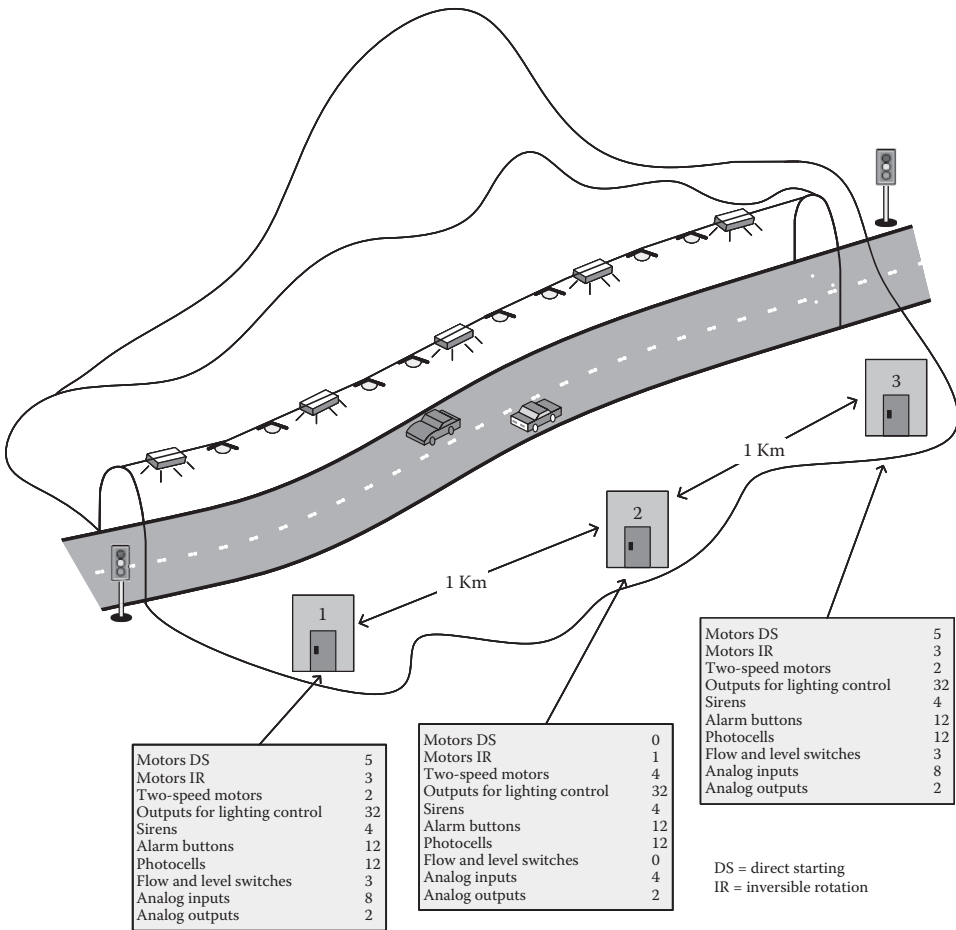 3
1 Km
2
1 Km
1
Motors DS 5
Motors IR 3
Two-speed motors 2
Outputs for lighting control 32
Sirens 4
Alarm buttons 12
Photocells 12
Flow and level switches 3
Analog inputs 8
Analog outputs 2
Motors DS 0
Motors IR 1
Two-speed motors 4
Outputs for lighting control 32
Sirens 4
Alarm buttons 12
Photocells 12
Flow and level switches 0
Analog inputs 4
Analog outputs 2
Motors DS 5
Motors IR 3
Two-speed motors 2
Outputs for lighting control 32
Sirens 4
Alarm buttons 12
Photocells 12
Flow and level switches 3
Analog inputs 8
Analog outputs 2
DS = direct starting
IR = inversible rotation